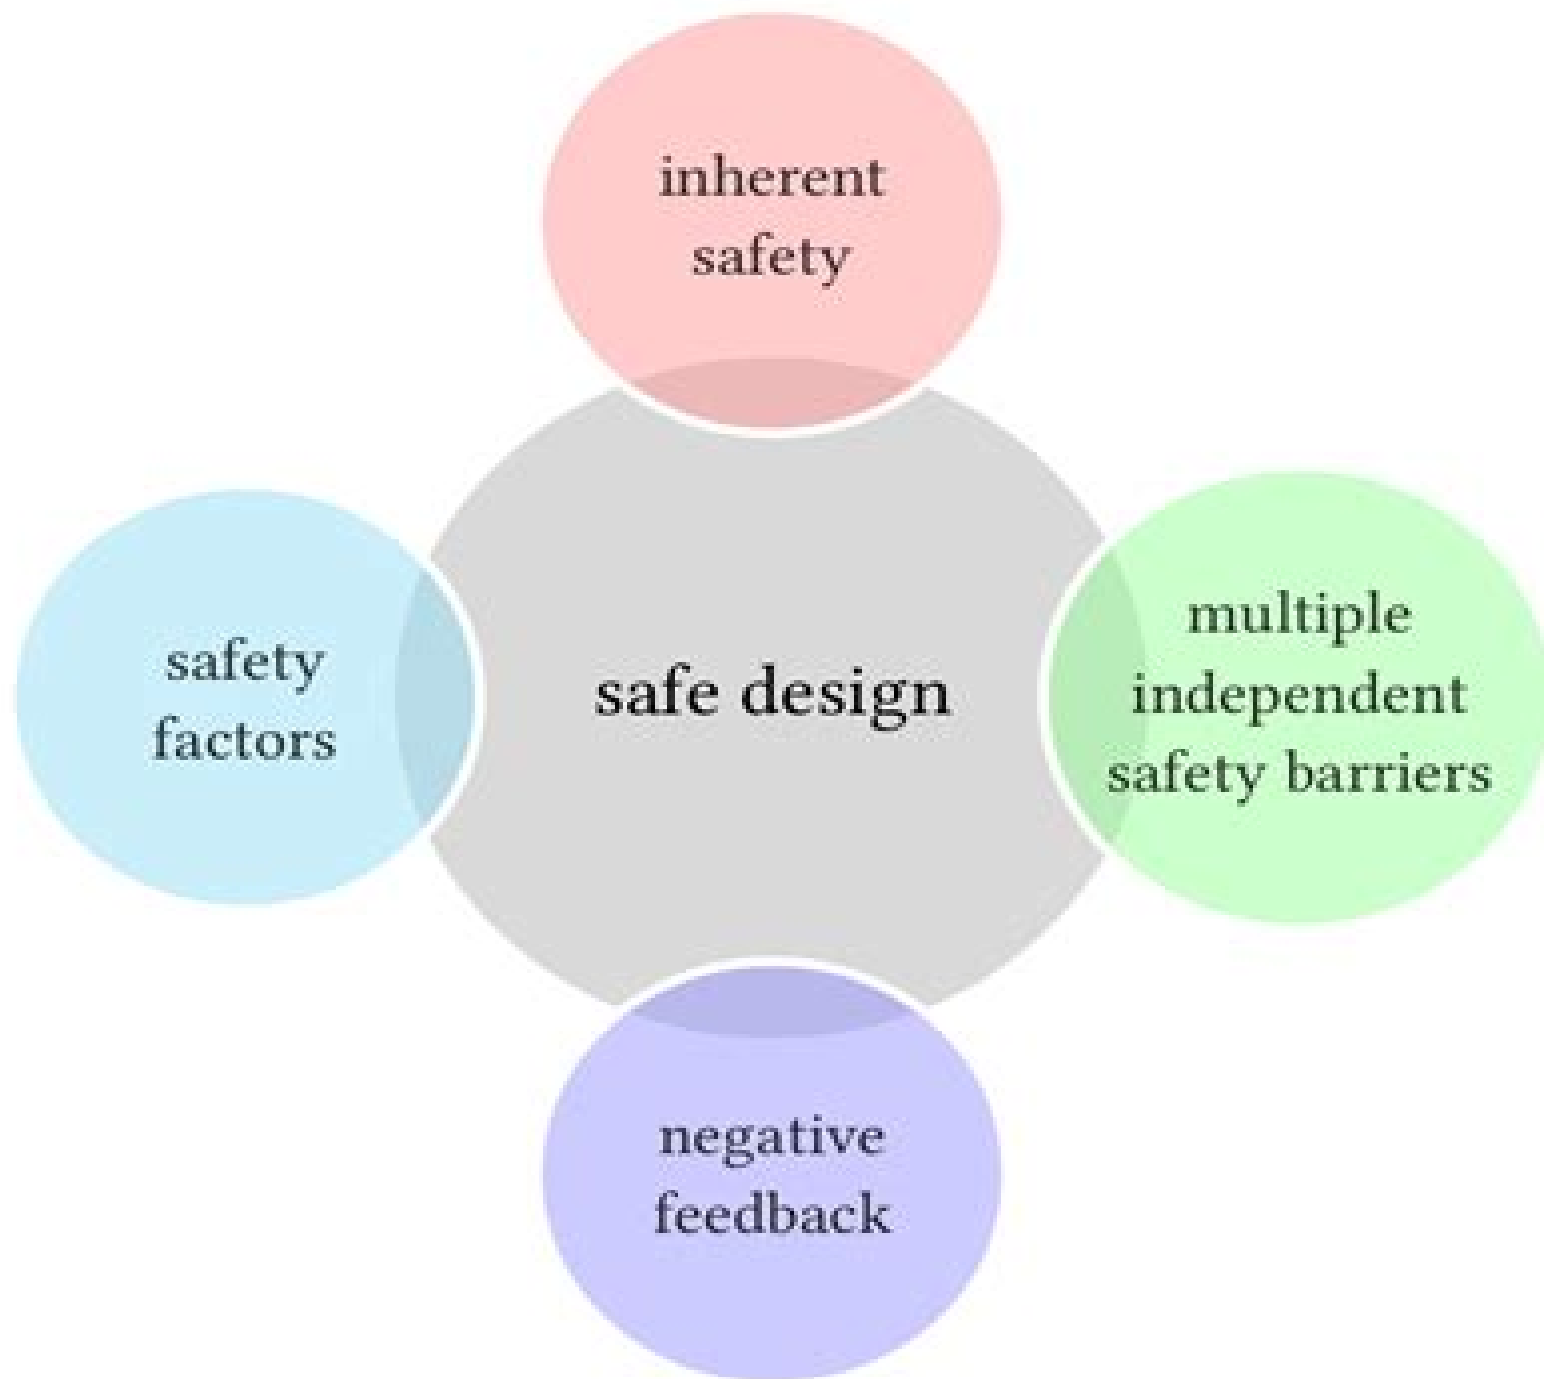 inherent
safety
safety
factors
safe design
multiple
independent
safety barriers
negative
feedback